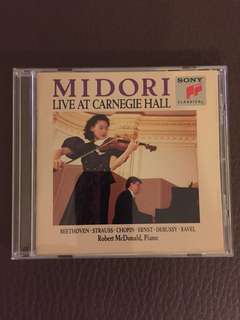 MIDORI
LIVE AT CARNEGIE HALL
SONY
CLASSICAL
BEETHOVEN · STRAUSS · CHOPIN · ERNST · DEBUSSY · RAVEL
Robert McDonald, Piano